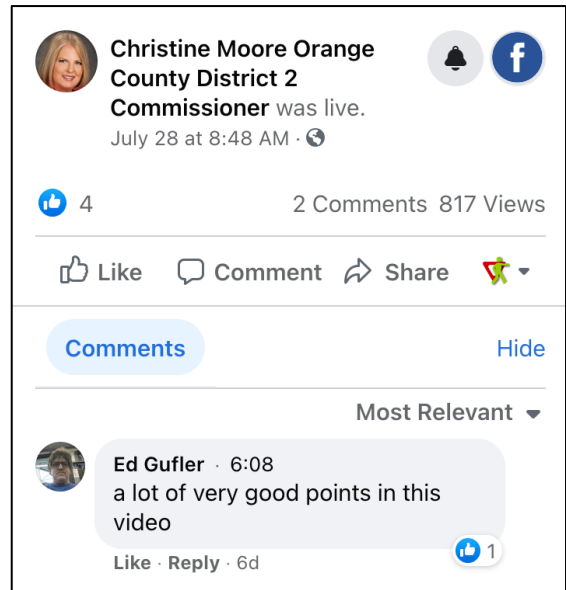 Christine Moore Orange
County District 2
Commissioner was live.
July 28 at 8:48 AM ·
4
2 Comments 817 Views
Like Comment Share
Comments
Hide
Most Relevant
Ed Gufler · 6:08
a lot of very good points in this
video
1
Like · Reply · 6d